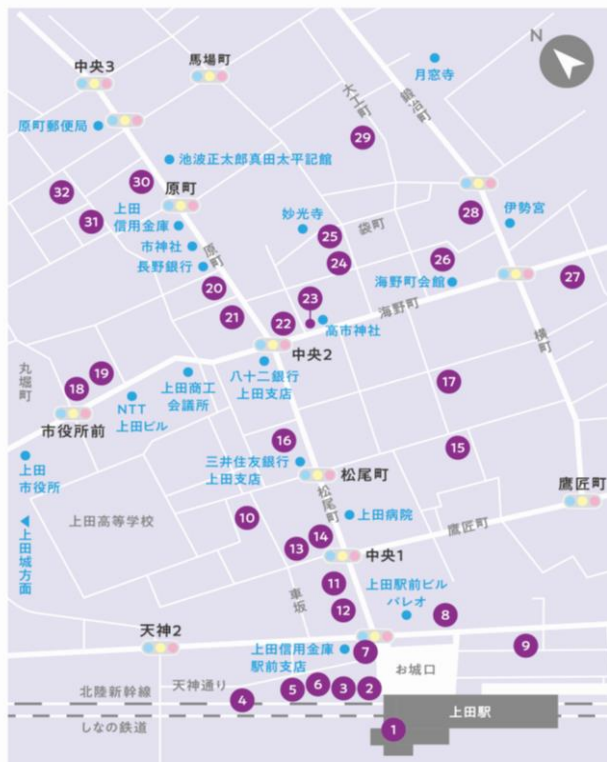 N
中央3
馬場町
月窓寺
大工町
鍛冶町
原町郵便局
29
池波正太郎真田太平記館
32
30
原町
31
上田
信用金庫
妙光寺
28
伊勢宮
袋町
25
市神社
原町
長野銀行
24
26
27
海野町会館
20
23
海野町
21
22
高市神社
横町
中央2
丸堀町
19
18
八十二銀行
上田支店
上田商工
会議所
17
NTT
上田ビル
市役所前
16
15
三井住友銀行
上田支店
松尾町
上田
市役所
鷹匠町
松尾町
上田病院
上田高等学校
10
鷹匠町
14
13
中央1
上田城方面
11
上田駅前ビル
パレオ
車坂
12
8
天神2
上田信用金庫
駅前支店
7
9
お城口
天神通り
北陸新幹線
4
5
6
3
2
上田駅
しなの鉄道
1